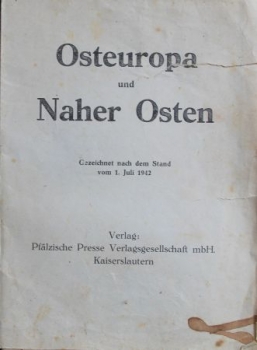 Osteuropa
und
Naher Osten
Gezeichnet nach dem Stand
vom 1. Juli 1942
Verlag:
Pfälzische Presse Verlagsgesellschaft mbH.
Kaiserslautern